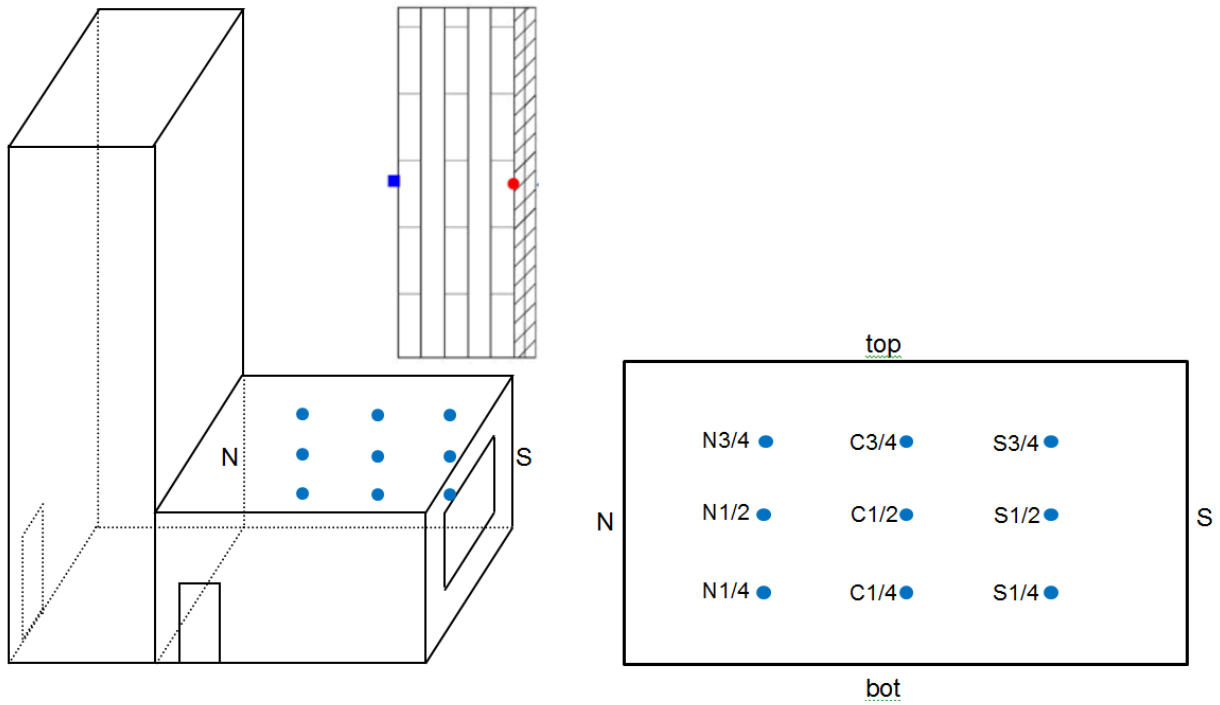 N
S
top
N3/4 C3/4 S3/4
N N1/2 C1/2 S1/2 S
N1/4 C1/4 S1/4
bot